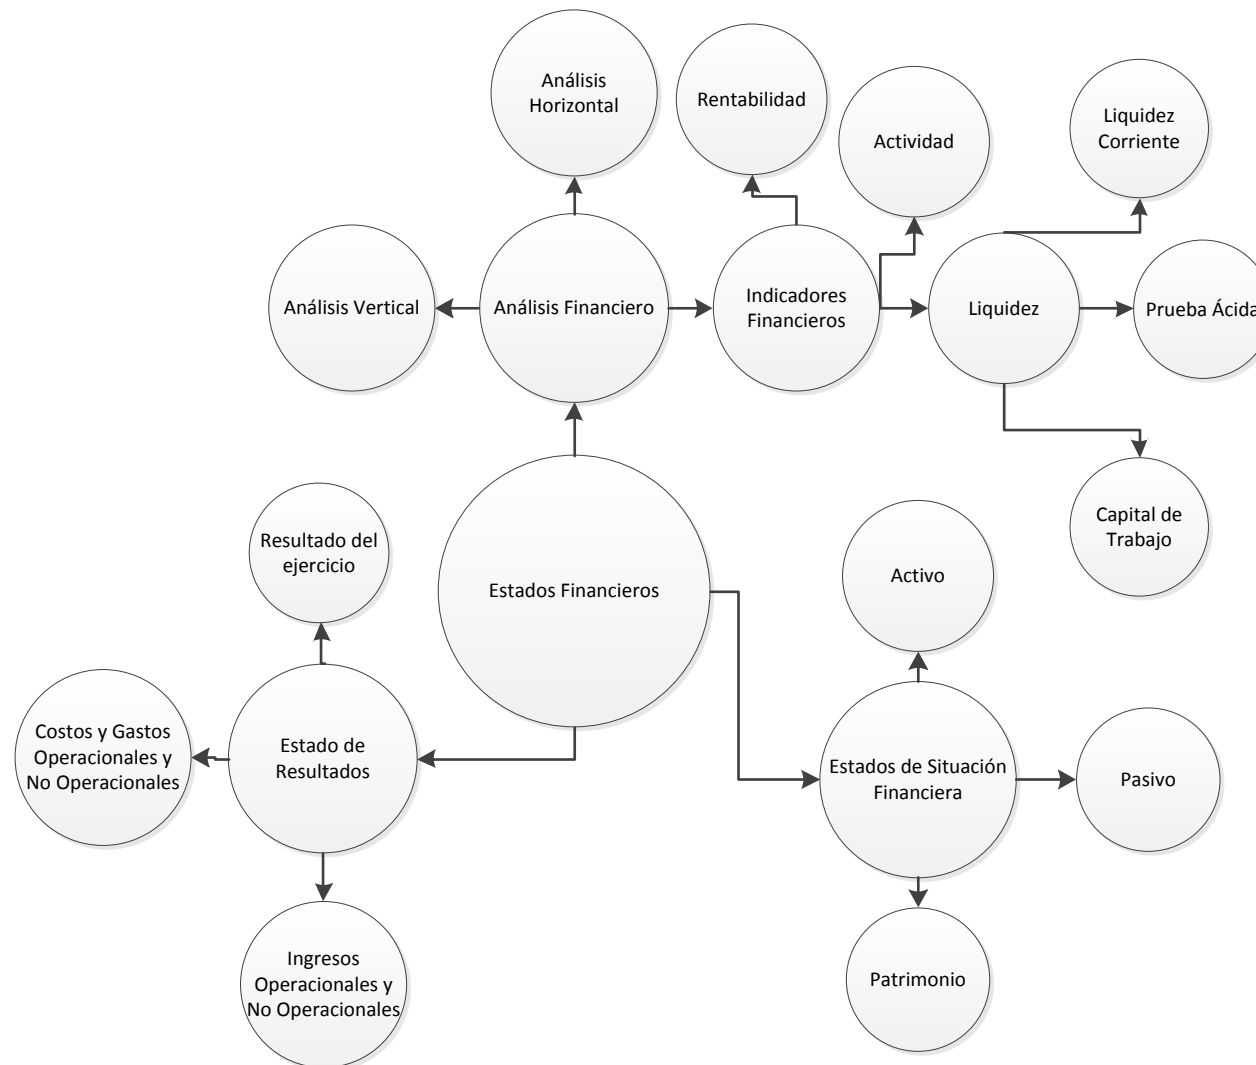 Análisis
Horizontal
Rentabilidad
Actividad
Liquidez
Corriente
Análisis Vertical
Análisis Financiero
Indicadores
Financieros
Liquidez
Prueba Ácida
Capital de
Trabajo
Resultado del
ejercicio
Estados Financieros
Activo
Costos y Gastos
Operacionales y
No Operacionales
Estado de
Resultados
Estados de Situación
Financiera
Pasivo
Ingresos
Operacionales y
No Operacionales
Patrimonio